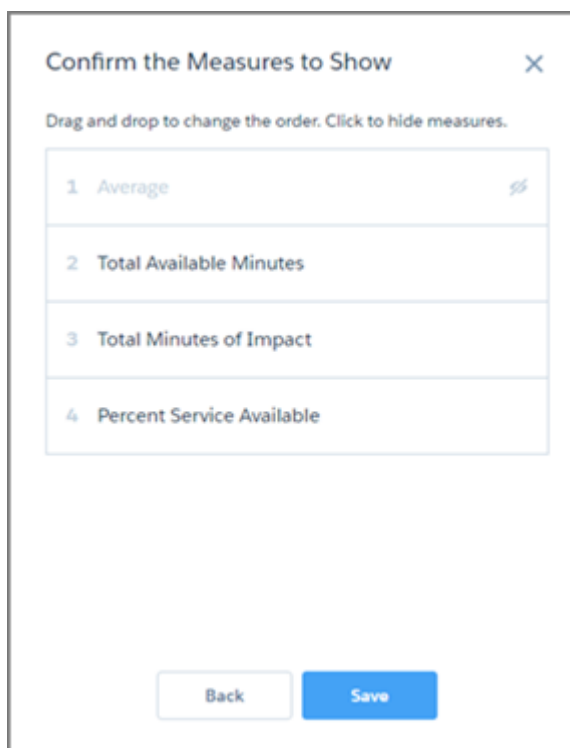 Confirm the Measures to Show
Drag and drop to change the order. Click to hide measures.
1 Average
2 Total Available Minutes
3 Total Minutes of Impact
4 Percent Service Available
Back Save